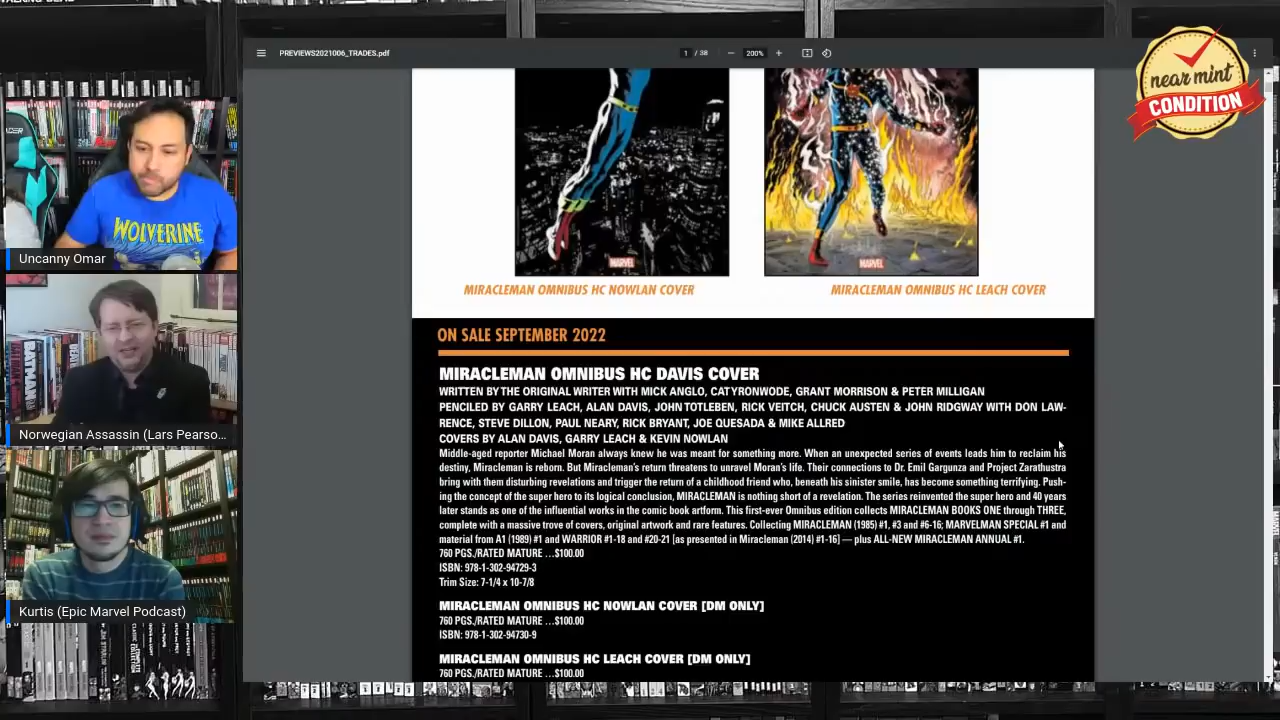 PREVIEWS2021006_TRADES.pdf
1 / 38
200%
near mint
CONDITION
WOLVERINE
Uncanny Omar
Norwegian Assassin (Lars Pearso...
Kurtis (Epic Marvel Podcast)
MARVEL
MARVEL
MIRACLEMAN OMNIBUS HC NOWLAN COVER
MIRACLEMAN OMNIBUS HC LEACH COVER
ON SALE SEPTEMBER 2022
MIRACLEMAN OMNIBUS HC DAVIS COVER
WRITTEN BY THE ORIGINAL WRITER WITH MICK ANGLO, CAT YRONWODE, GRANT MORRISON & PETER MILLIGAN
PENCILED BY GARRY LEACH, ALAN DAVIS, JOHN TOTLEBEN, RICK VEITCH, CHUCK AUSTEN & JOHN RIDGWAY WITH DON LAW-
RENCE, STEVE DILLON, PAUL NEARY, RICK BRYANT, JOE QUESADA & MIKE ALLRED
COVERS BY ALAN DAVIS, GARRY LEACH & KEVIN NOWLAN
Middle-aged reporter Michael Moran always knew he was meant for something more. When an unexpected series of events leads him to reclaim his
destiny, Miracleman is reborn. But Miracleman's return threatens to unravel Moran's life. Their connections to Dr. Emil Gargunza and Project Zarathustra
bring with them disturbing revelations and trigger the return of a childhood friend who, beneath his sinister smile, has become something terrifying. Push-
ing the concept of the super hero to its logical conclusion, MIRACLEMAN is nothing short of a revelation. The series reinvented the super hero and 40 years
later stands as one of the influential works in the comic book artform. This first-ever Omnibus edition collects MIRACLEMAN BOOKS ONE through THREE,
complete with a massive trove of covers, original artwork and rare features. Collecting MIRACLEMAN (1985) #1, #3 and #6-16; MARVELMAN SPECIAL #1 and
material from A1 (1989) #1 and WARRIOR #1-18 and #20-21 [as presented in Miracleman (2014) #1-16] — plus ALL-NEW MIRACLEMAN ANNUAL #1.
760 PGS./RATED MATURE ...$100.00
ISBN: 978-1-302-94729-3
Trim Size: 7-1/4 x 10-7/8
MIRACLEMAN OMNIBUS HC NOWLAN COVER [DM ONLY]
760 PGS./RATED MATURE ...$100.00
ISBN: 978-1-302-94730-9
MIRACLEMAN OMNIBUS HC LEACH COVER [DM ONLY]
760 PGS./RATED MATURE ...$100.00